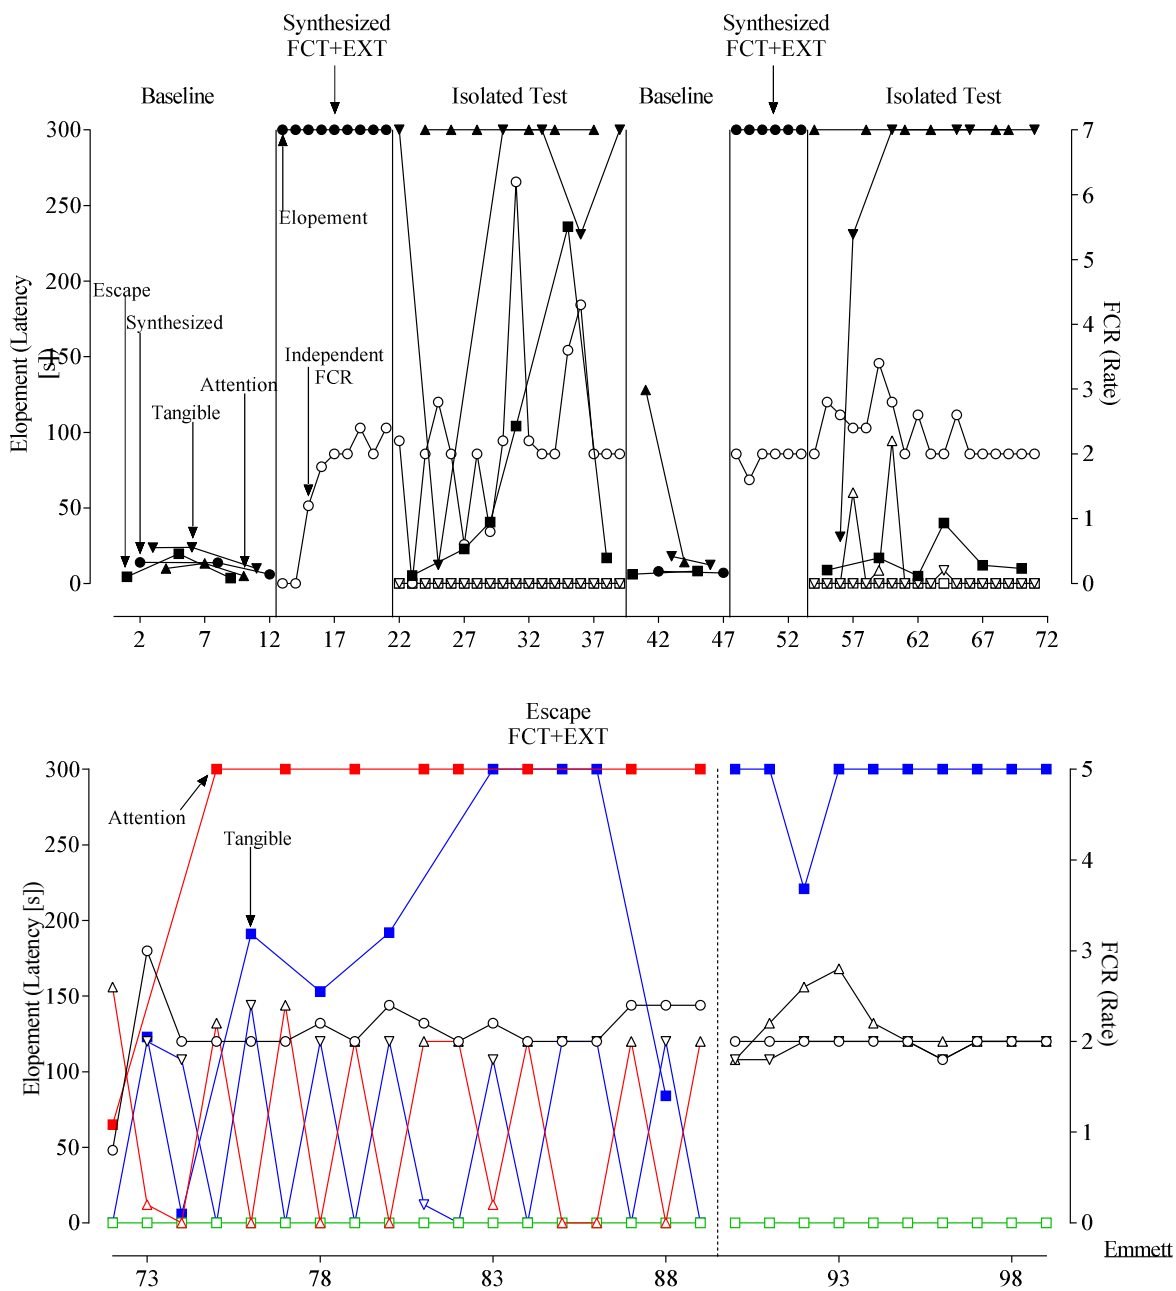 Synthesized
FCT+EXT
Synthesized
FCT+EXT
Baseline
Isolated Test
Baseline
Isolated Test
300
250
200
150
100
50
0
Elopement (Latency
[s])
7
6
5
4
3
2
1
0
FCR (Rate)
Elopement
Escape
Synthesized
Independent
FCR
Attention
Tangible
2
7
12
17
22
27
32
37
42
47
52
57
62
67
72
Escape
FCT+EXT
300
250
200
150
100
50
0
Elopement (Latency [s])
5
4
3
2
1
0
FCR (Rate)
Attention
Tangible
73
78
83
88
93
98
Emmett